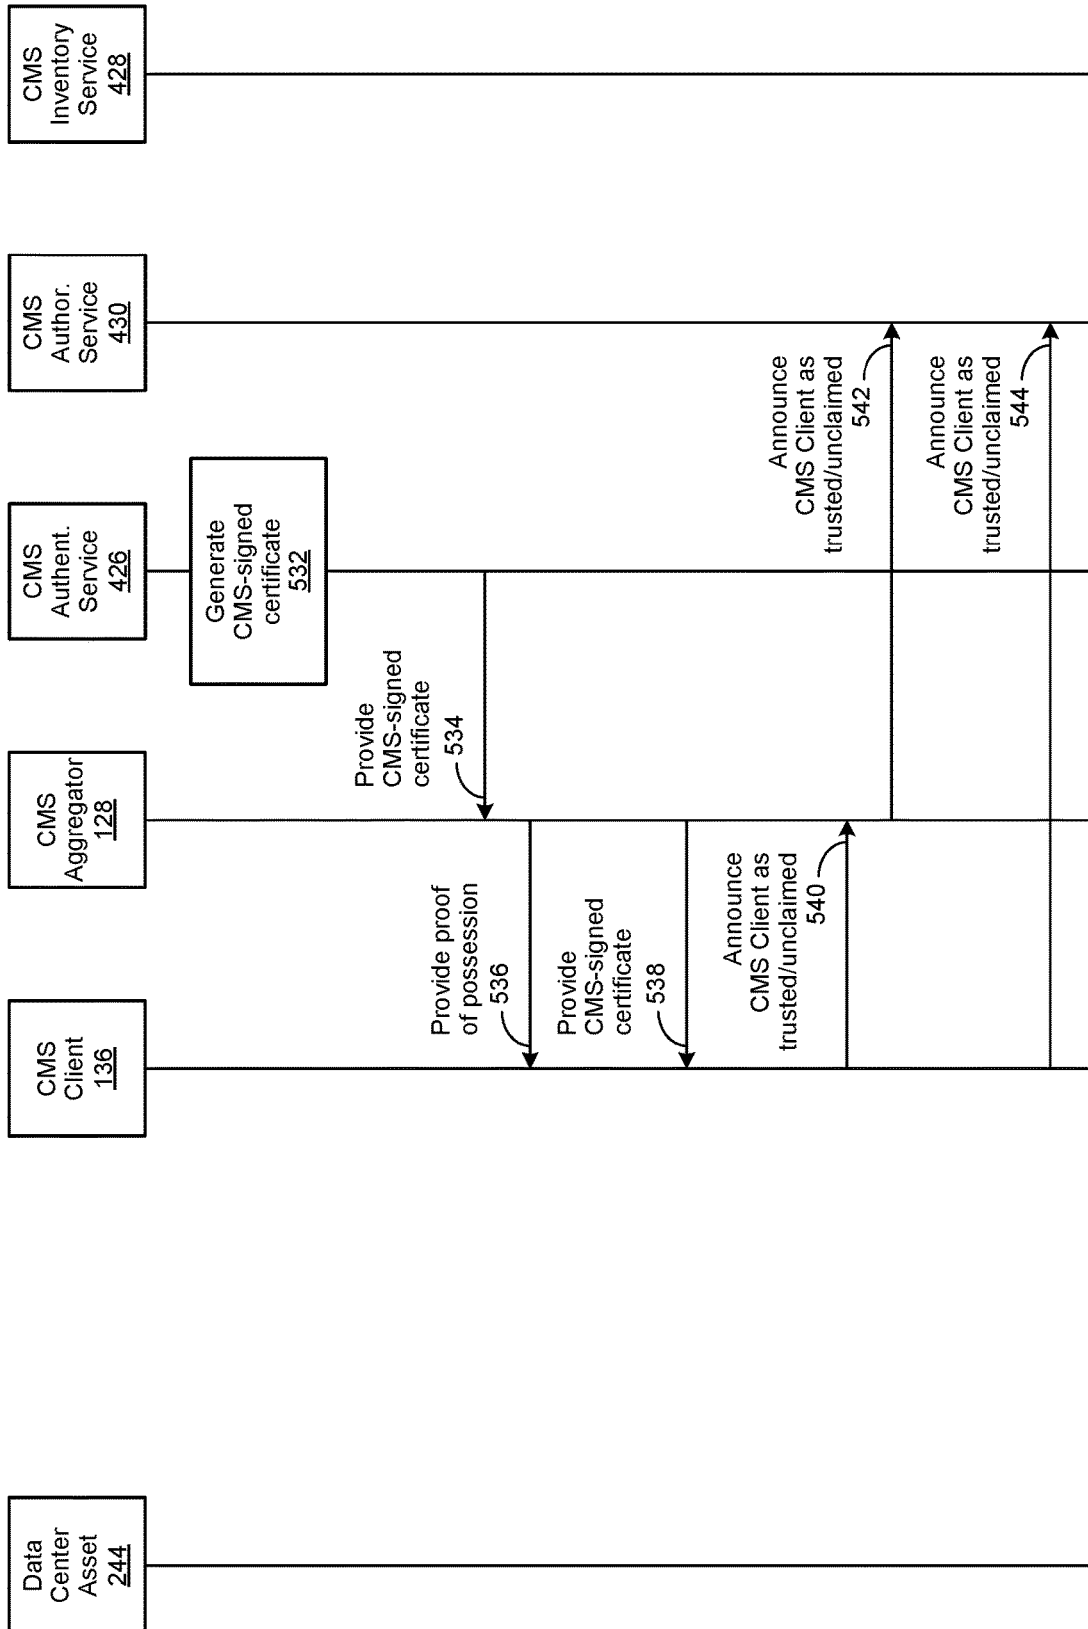 Data
Center
Asset
244
CMS
Client
136
CMS
Aggregator
128
CMS
Authent.
Service
426
CMS
Author.
Service
430
CMS
Inventory
Service
428
Generate
CMS-signed
certificate
532
Provide
CMS-signed
certificate
534
Provide proof
of possession
536
Provide
CMS-signed
certificate
538
Announce
CMS Client as
trusted/unclaimed
540
Announce
CMS Client as
trusted/unclaimed
542
Announce
CMS Client as
trusted/unclaimed
544